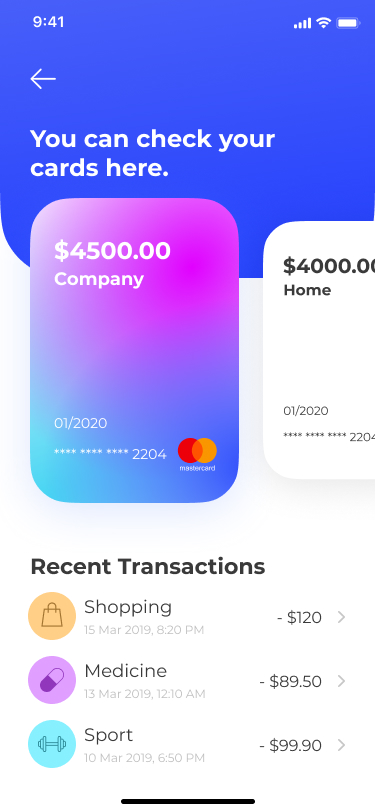 9:41
You can check your
cards here.
$4500.00
Company
01/2020
**** **** **** 2204
mastercard
$4000.00
Home
01/2020
**** **** **** 2204
Recent Transactions
Shopping
15 Mar 2019, 8:20 PM
- $120
Medicine
13 Mar 2019, 12:10 AM
- $89.50
Sport
10 Mar 2019, 6:50 PM
- $99.90